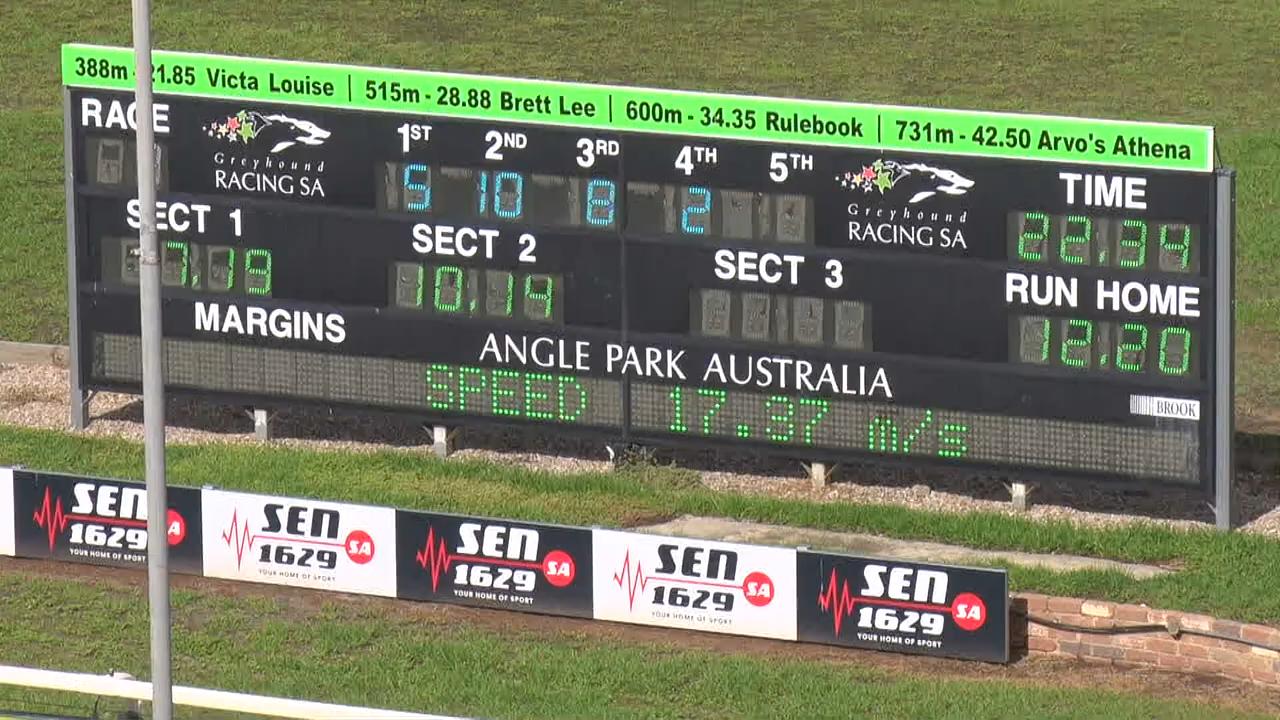 388m 21.85 Victa Louise | 515m - 28.88 Brett Lee | 600m - 34.35 Rulebook | 731m - 42.50 Arvo's Athena
RACE
Greyhound
RACING SA
1ST 2ND 3RD 4TH 5TH
5 10 8 2
Greyhound
RACING SA
TIME
22.34
SECT 1
7.19
SECT 2
10.14
SECT 3
RUN HOME
12.20
MARGINS
ANGLE PARK AUSTRALIA
BROOK
SPEED 17.37 m/s
SEN
1629 SA
YOUR HOME OF SPORT
SEN
1629 SA
YOUR HOME OF SPORT
SEN
1629 SA
YOUR HOME OF SPORT
SEN
1629 SA
YOUR HOME OF SPORT
SEN
1629 SA
YOUR HOME OF SPORT